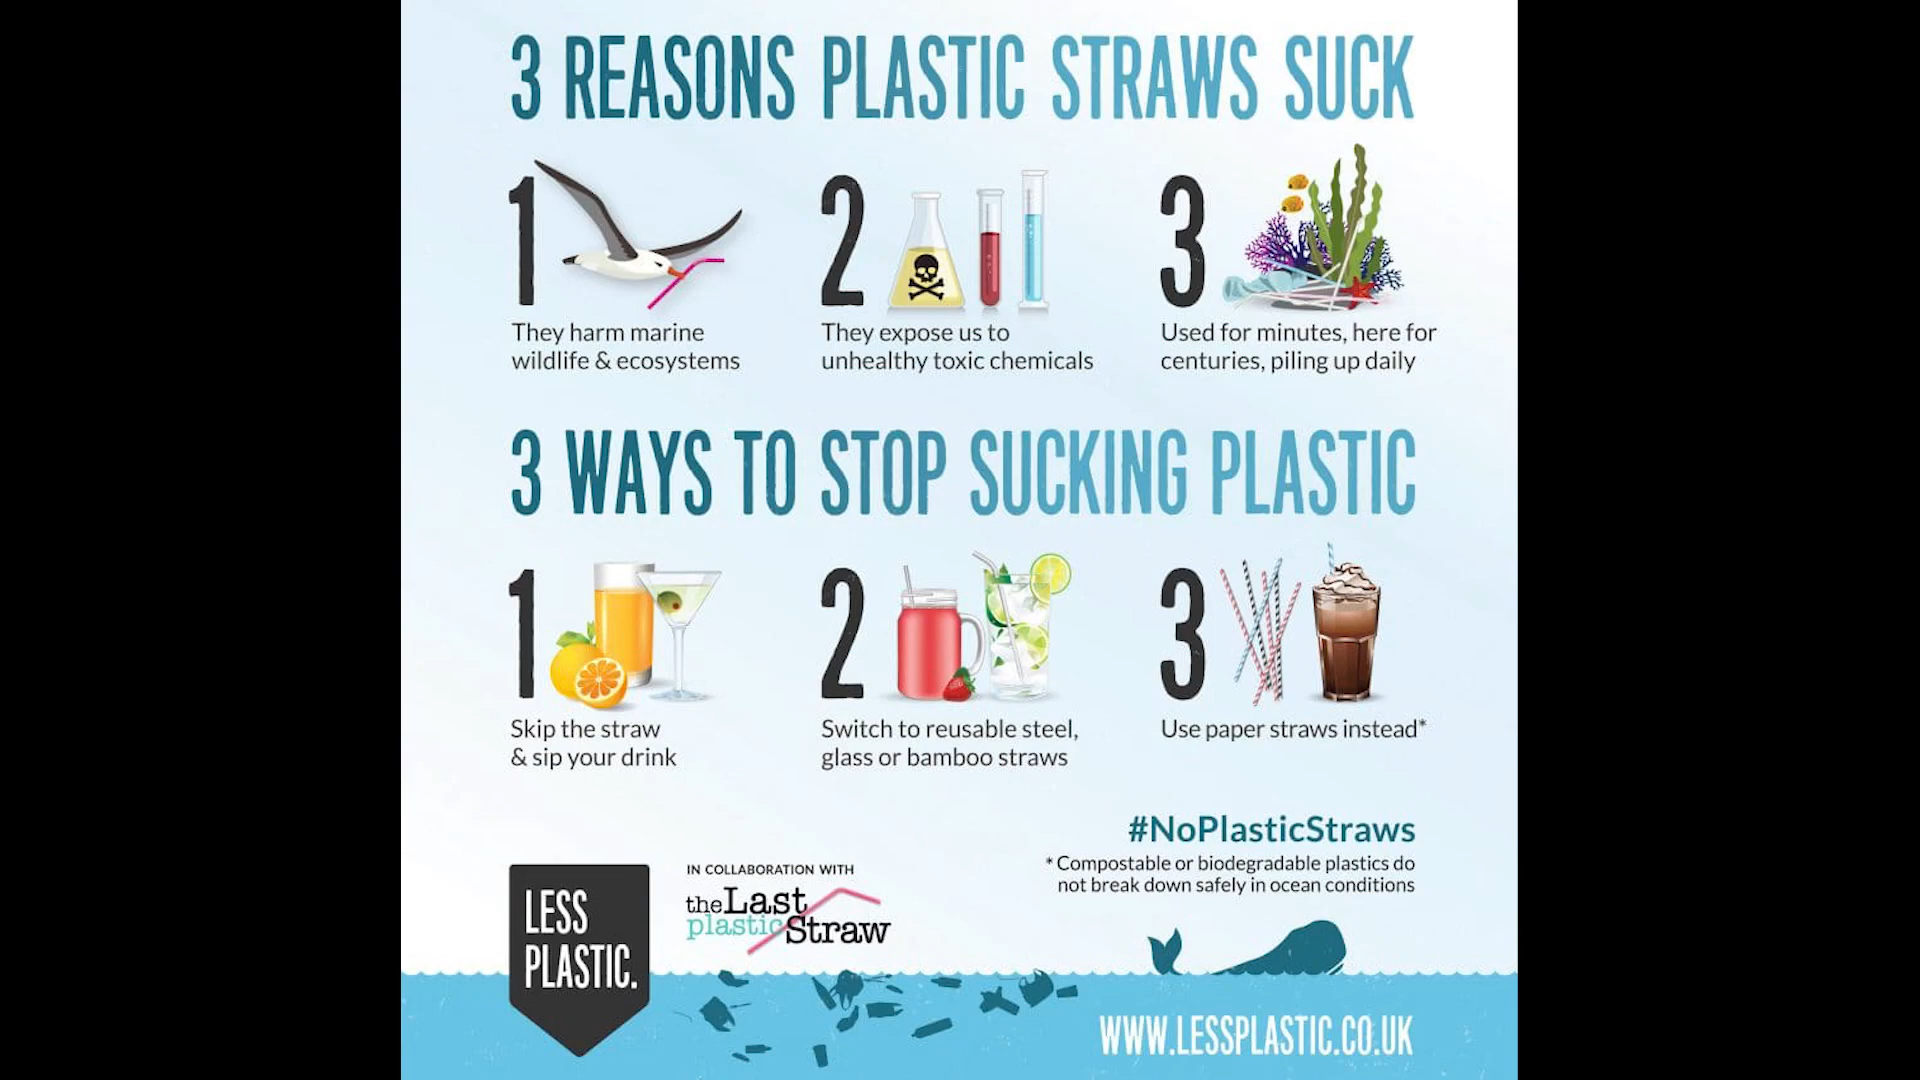 3 REASONS PLASTIC STRAWS SUCK
1
They harm marine
wildlife & ecosystems
2
They expose us to
unhealthy toxic chemicals
3
Used for minutes, here for
centuries, piling up daily
3 WAYS TO STOP SUCKING PLASTIC
1
Skip the straw
& sip your drink
2
Switch to reusable steel,
glass or bamboo straws
3
Use paper straws instead*
#NoPlasticStraws
* Compostable or biodegradable plastics do
not break down safely in ocean conditions
LESS
PLASTIC.
IN COLLABORATION WITH
the Last
plastic Straw
WWW.LESSPLASTIC.CO.UK